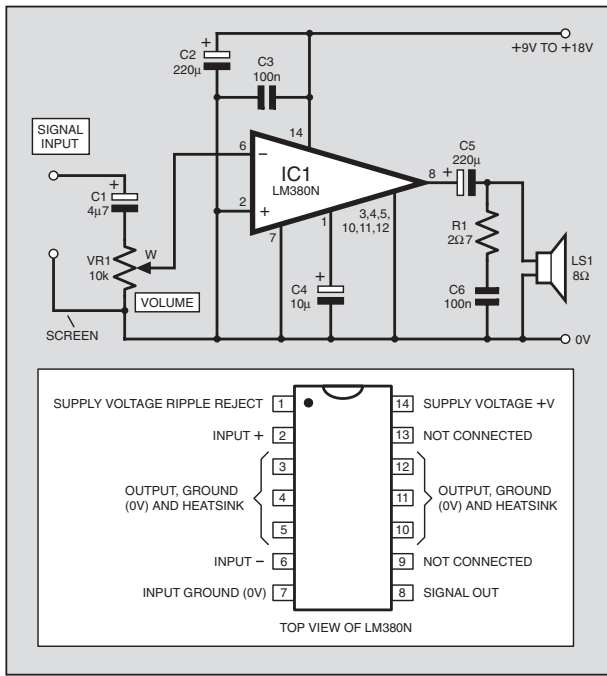 +9V TO +18V
C2
220µ
+
C3
100n
SIGNAL
INPUT
14
6
−
IC1
LM380N
2
+
8
+
C5
220µ
C1
4µ7
+
7
1
3,4,5,
10,11,12
R1
2Ω7
LS1
8Ω
VR1
10k
W
VOLUME
+
C4
10µ
C6
100n
SCREEN
0V
SUPPLY VOLTAGE RIPPLE REJECT 1
14 SUPPLY VOLTAGE +V
INPUT + 2
13 NOT CONNECTED
3
12
OUTPUT, GROUND
(0V) AND HEATSINK
4
11
OUTPUT, GROUND
(0V) AND HEATSINK
5
10
INPUT − 6
9 NOT CONNECTED
INPUT GROUND (0V) 7
8 SIGNAL OUT
TOP VIEW OF LM380N